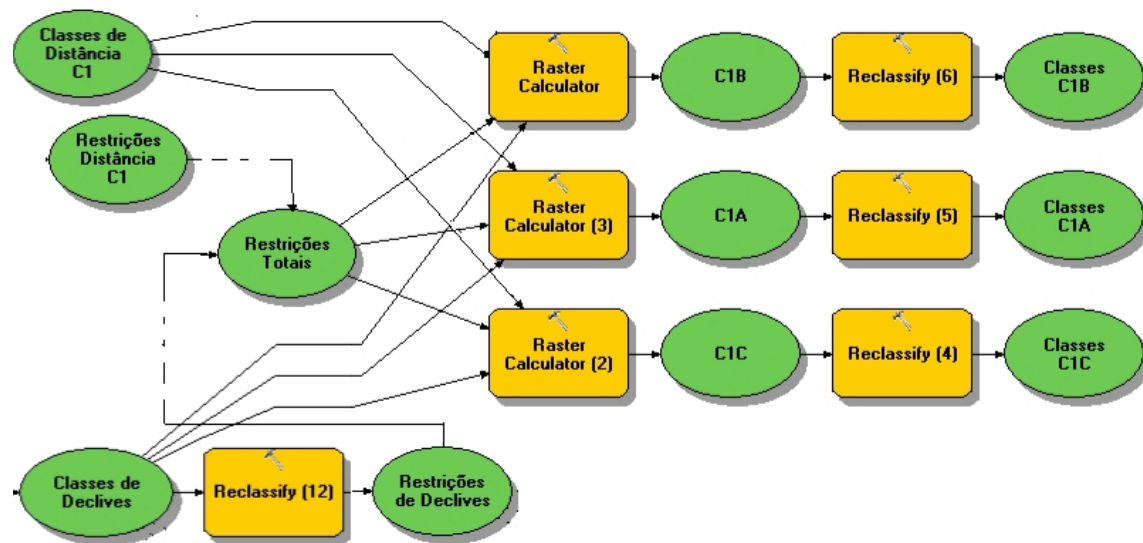 Classes de
Distância
C1
Raster
Calculator
C1B
Reclassify (6)
Classes
C1B
Restrições
Distância
C1
Raster
Calculator (3)
C1A
Reclassify (5)
Classes
C1A
Restrições
Totais
Raster
Calculator (2)
C1C
Reclassify (4)
Classes
C1C
Classes de
Declives
Reclassify (12)
Restrições
de Declives